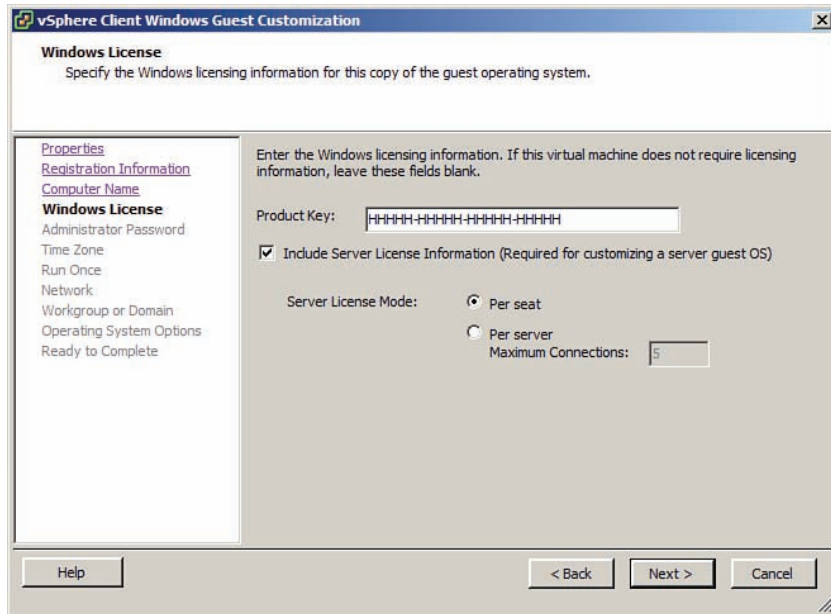 vSphere Client Windows Guest Customization
Windows License
Specify the Windows licensing information for this copy of the guest operating system.
Properties
Registration Information
Computer Name
Windows License
Administrator Password
Time Zone
Run Once
Network
Workgroup or Domain
Operating System Options
Ready to Complete
Enter the Windows licensing information. If this virtual machine does not require licensing
information, leave these fields blank.
Product Key: HHHHH-HHHHH-HHHHH-HHHHH
Include Server License Information (Required for customizing a server guest OS)
Server License Mode: Per seat
Per server
Maximum Connections: 5
Help
< Back
Next >
Cancel